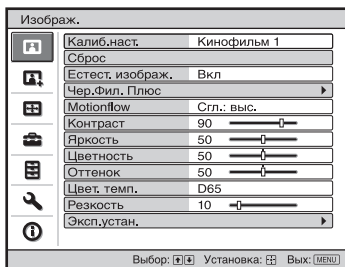 Изображ.
Калиб.наст. Кинофильм 1
Сброс
Естест. изображ. Вкл
Чер.Фил. Плюс
Motionflow Сгл.: выс.
Контраст 90
Яркость 50
Цветность 50
Оттенок 50
Цвет. темп. D65
Резкость 10
Эксп.устан.
Выбор: Установка: Вых: MENU